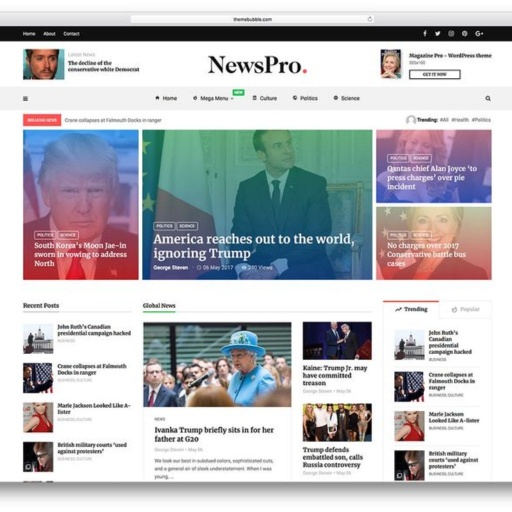 themebubble.com
Home About Contact
Latest News
The decline of the
conservative white Democrat
NewsPro.
Magazine Pro - WordPress theme
GET IT NOW
Home Mega Menu NEW Culture Politics Science
BREAKING NEWS Crane collapses at Falmouth Docks in ranger
Trending: #All #Health #Politics
POLITICS SCIENCE
South Korea's Moon Jae-in
sworn in vowing to address
North
POLITICS SCIENCE
America reaches out to the world,
ignoring Trump
George Steven 06 May 2017 260 Views
POLITICS SCIENCE
Qantas chief Alan Joyce 'to
press charges' over pie
incident
POLITICS SCIENCE
No charges over 2017
Conservative battle bus
cases
Recent Posts
John Ruth's Canadian
presidential campaign hacked
BUSINESS
Crane collapses at Falmouth
Docks in ranger
BUSINESS, CULTURE
Marie Jackson Looked Like A-
lister
BUSINESS, CULTURE
British military courts 'used
against protesters'
BUSINESS, CULTURE
Global News
NEWS
Ivanka Trump briefly sits in for her
father at G20
George Steven - May 06
We look our best in subdued colors, sophisticated cuts,
and a general air of sleek understatement. When I was
young, ...
Kaine: Trump Jr. may
have committed
treason
George Steven - May 06
Trump defends
embattled son, calls
Russia controversy
George Steven - May 06
Trending Popular
John Ruth's
Canadian
presidential
campaign hacked
BUSINESS
Crane collapses at
Falmouth Docks in
ranger
BUSINESS, CULTURE
Marie Jackson
Looked Like A-lister
BUSINESS, CULTURE
British military
courts 'used against
protesters'
BUSINESS, CULTURE